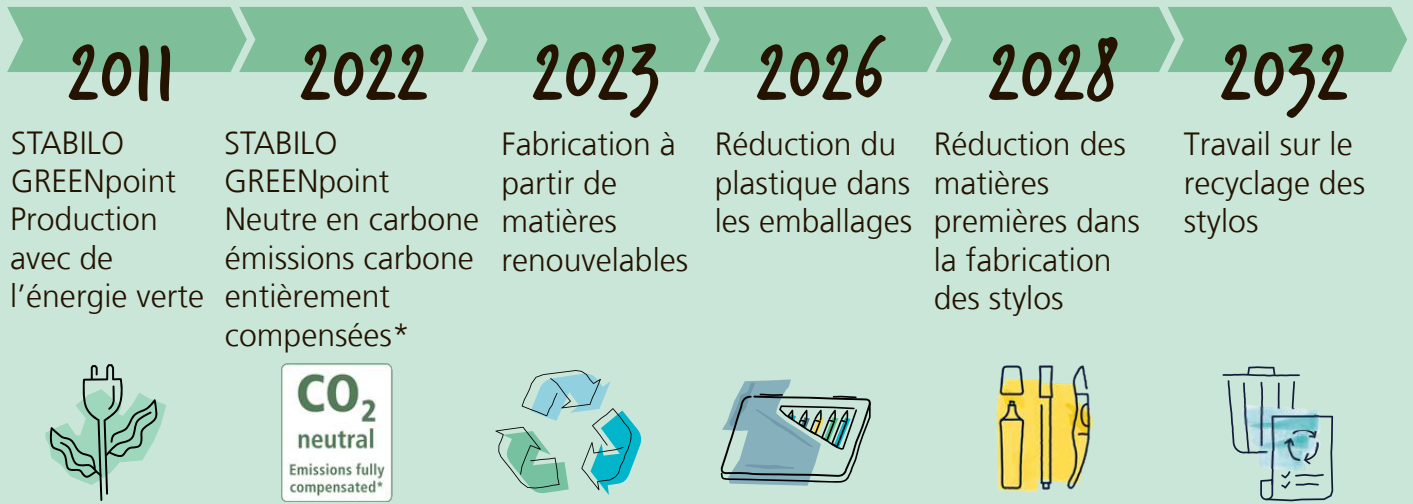 2011
2022
2023
2026
2028
2032
STABILO
GREENpoint
Production
avec de
l’énergie verte
STABILO
GREENpoint
Neutre en carbone
émissions carbone
entièrement
compensées*
Fabrication à
partir de
matières
renouvelables
Réduction du
plastique dans
les emballages
Réduction des
matières
premières dans
la fabrication
des stylos
Travail sur le
recyclage des
stylos
CO₂
neutral
Emissions fully
compensated*